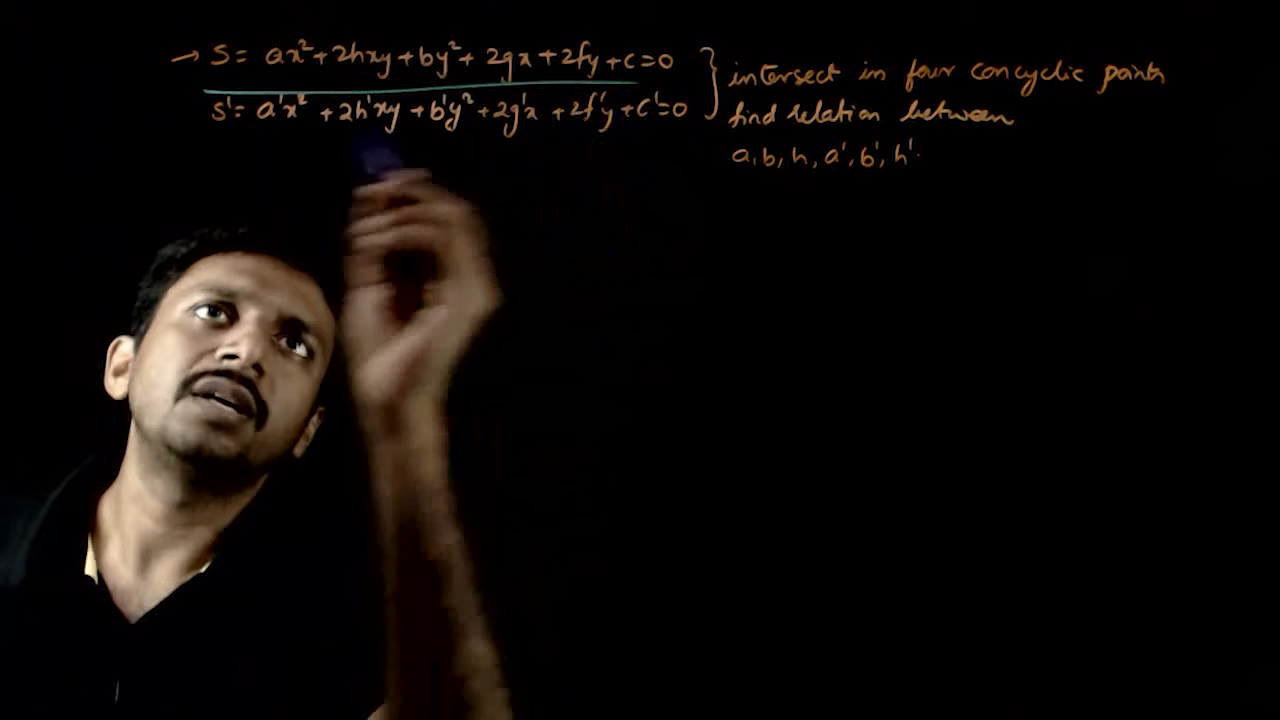 → S = ax² + 2hxy + by² + 2gx + 2fy + c = 0
S' = a'x² + 2h'xy + b'y² + 2g'x + 2f'y + c' = 0
intersect in four concyclic points
find relation between
a, b, h, a', b', h'.